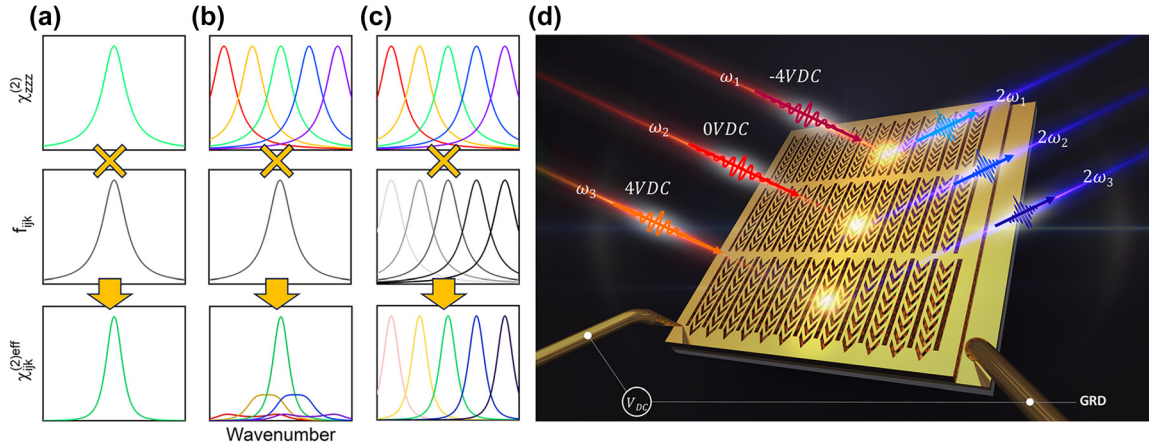 (a)
(b)
(c)
(d)
χ(2)zzz
fijk
χ(2)effijk
Wavenumber
ω1
-4VDC
2ω1
ω2
0VDC
2ω2
ω3
4VDC
2ω3
VDC
GRD